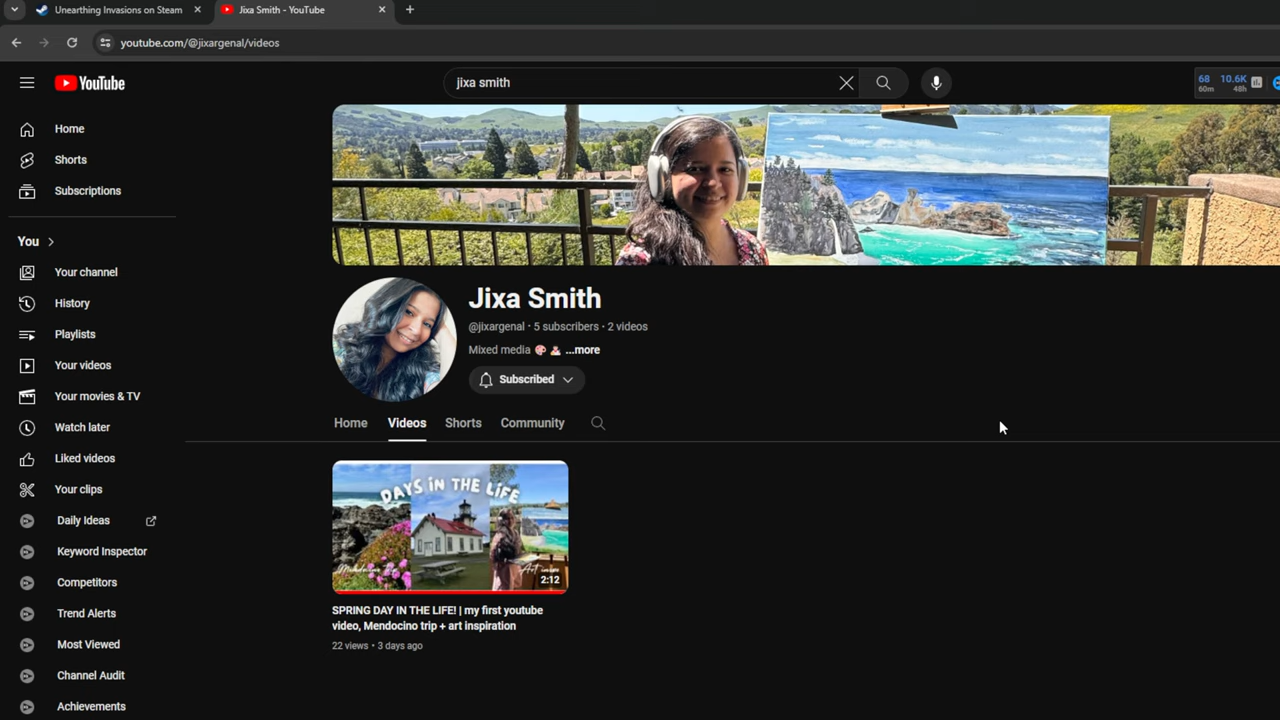 Unearthing Invasions on Steam
Jixa Smith - YouTube
youtube.com/@jixargenal/videos
YouTube
jixa smith
68 10.6K
60m 48h
Home
Shorts
Subscriptions
You
Your channel
History
Playlists
Your videos
Your movies & TV
Watch later
Liked videos
Your clips
Daily Ideas
Keyword Inspector
Competitors
Trend Alerts
Most Viewed
Channel Audit
Achievements
Jixa Smith
@jixargenal · 5 subscribers · 2 videos
Mixed media 🎨 💁🏻‍♀️ ...more
Subscribed
Home Videos Shorts Community
DAYS IN THE LIFE
2:12
SPRING DAY IN THE LIFE! | my first youtube
video, Mendocino trip + art inspiration
22 views · 3 days ago